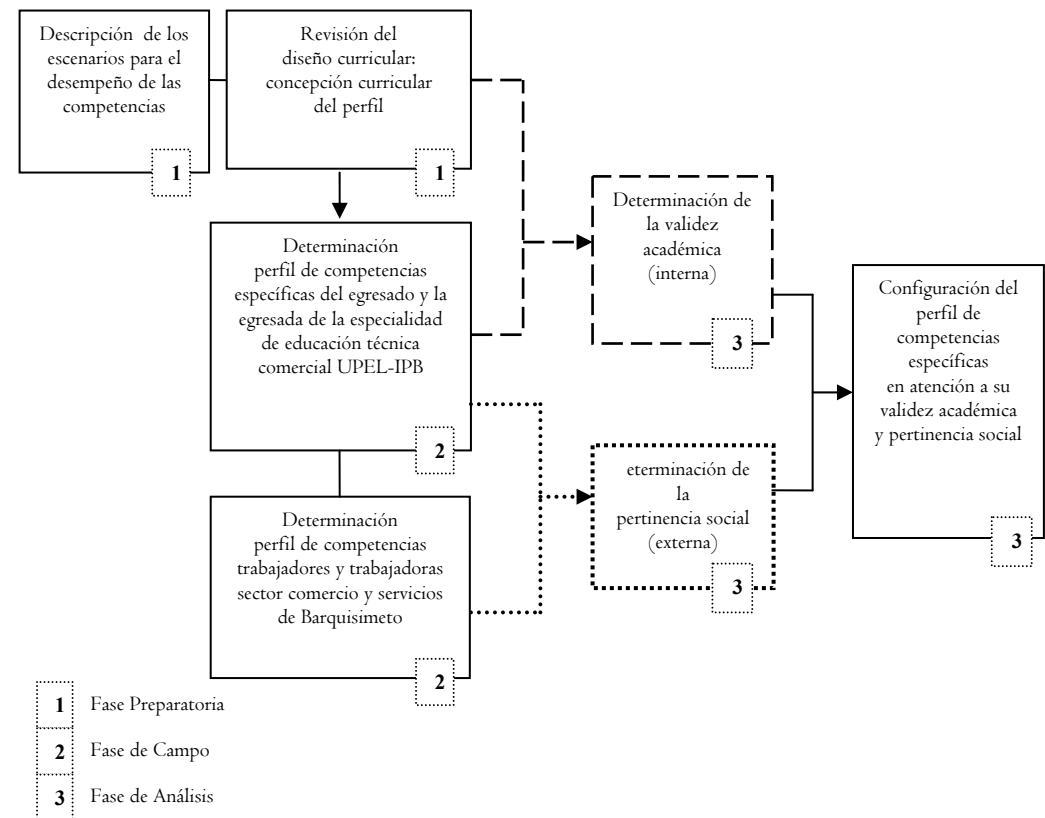 Descripción de los
escenarios para el
desempeño de las
competencias
1
Revisión del
diseño curricular:
concepción curricular
del perfil
1
Determinación
perfil de competencias
específicas del egresado y la
egresada de la especialidad
de educación técnica
comercial UPEL-IPB
2
Determinación
perfil de competencias
trabajadores y trabajadoras
sector comercio y servicios
de Barquisimeto
2
Determinación de
la validez
académica
(interna)
3
eterminación de
la
pertinencia social
(externa)
3
Configuración del
perfil de
competencias
específicas
en atención a su
validez académica
y pertinencia social
3
1 Fase Preparatoria
2 Fase de Campo
3 Fase de Análisis